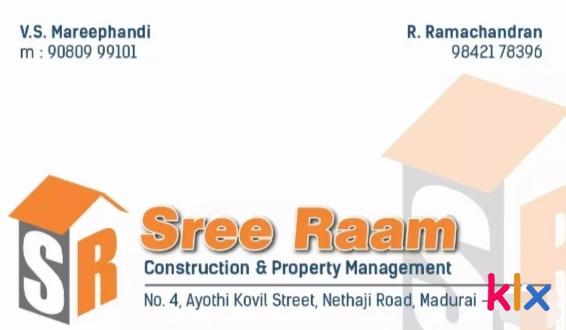 V.S. Mareephandi
m : 90809 99101
R. Ramachandran
98421 78396
SR
Sree Raam
Construction & Property Management
No. 4, Ayothi Kovil Street, Nethaji Road, Madurai -
klx